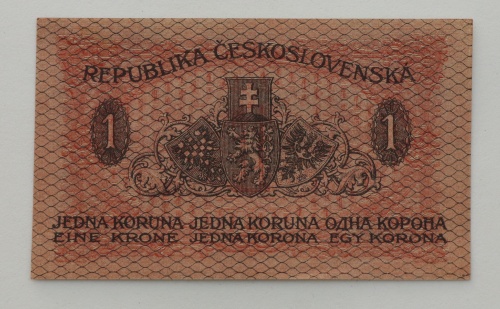 REPUBLIKA ČESKOSLOVENSKÁ
1 1
JEDNA KORUNA JEDNA KORUNA ОДНА КОРОНА
EINE KRONE JEDNA KORONA EGY KORONA